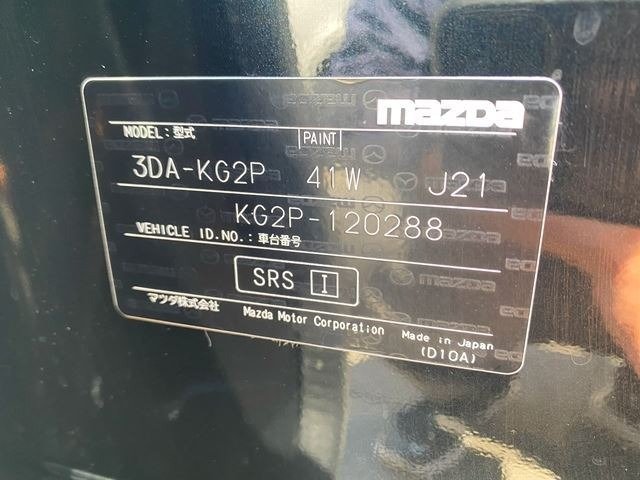 mazda
MODEL:型式 PAINT
3DA-KG2P 41W J21
KG2P-120288
VEHICLE ID.NO.:車台番号
SRS I
マツダ株式会社 Mazda Motor Corporation Made in Japan
(D10A)